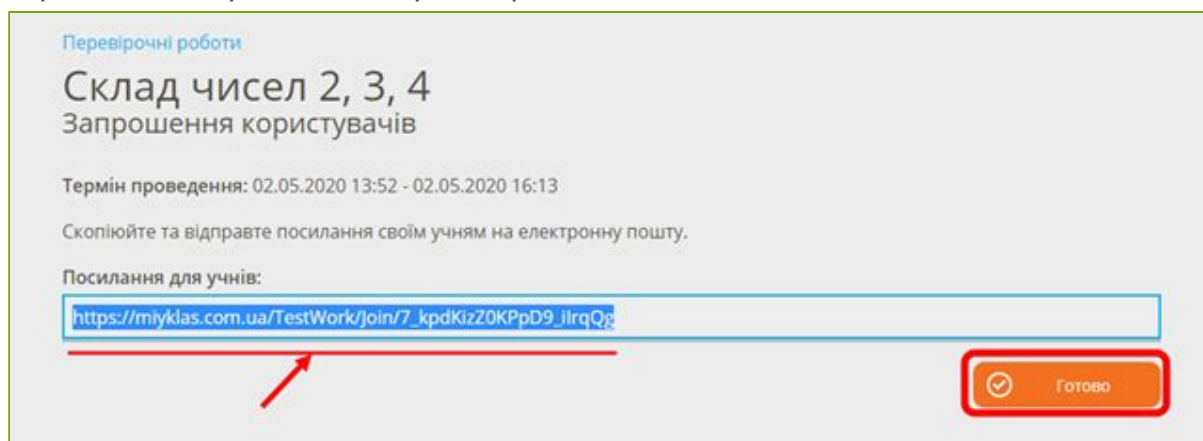 Перевірочні роботи
Склад чисел 2, 3, 4
Запрошення користувачів
Термін проведення: 02.05.2020 13:52 - 02.05.2020 16:13
Скопіюйте та відправте посилання своїм учням на електронну пошту.
Посилання для учнів:
https://miyklas.com.ua/TestWork/Join/7_kpdKizZ0KPpD9_iIrqQg
Готово